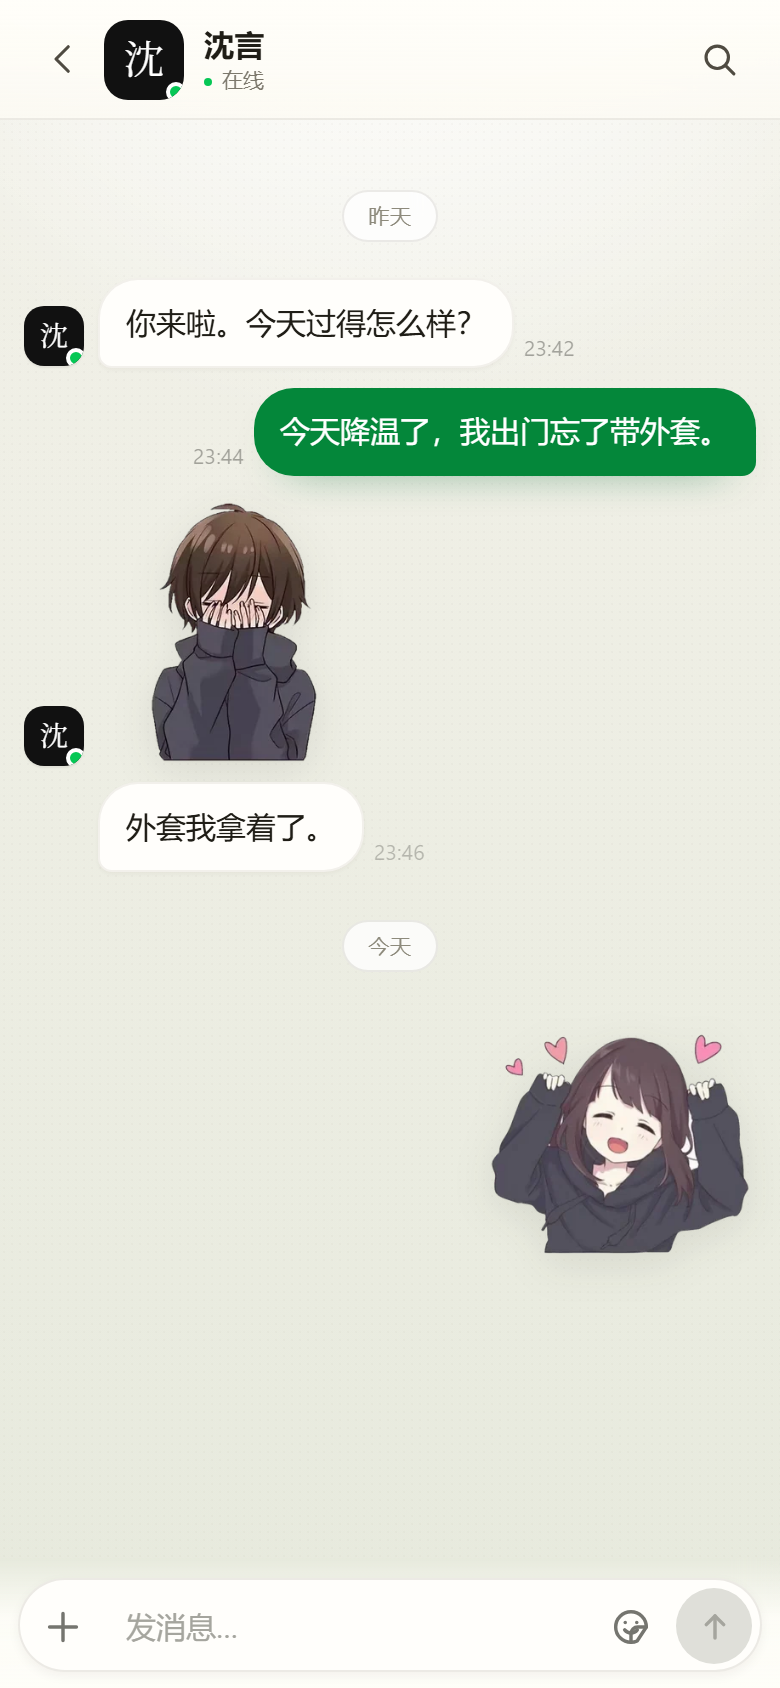 沈
沈言
在线
昨天
沈
你来啦。今天过得怎么样？
23:42
今天降温了，我出门忘了带外套。
23:44
沈
外套我拿着了。
23:46
今天
发消息...